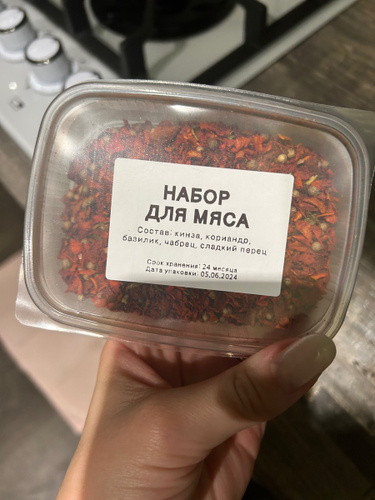 НАБОР
ДЛЯ МЯСА
Состав: кинза, кориандр,
базилик, чабрец, сладкий перец
Срок хранения: 24 месяца
Дата упаковки: 05.06.2024